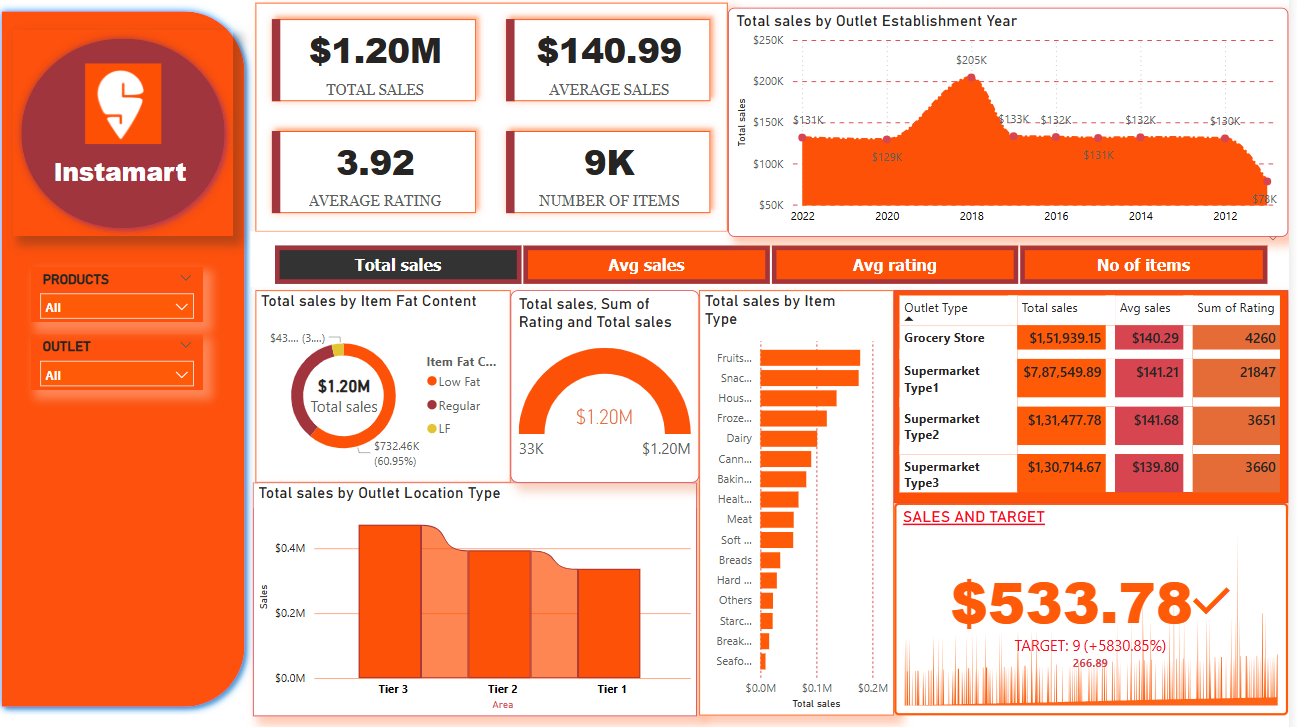 Instamart
PRODUCTS
All
OUTLET
All
$1.20M
TOTAL SALES
$140.99
AVERAGE SALES
3.92
AVERAGE RATING
9K
NUMBER OF ITEMS
Total sales by Outlet Establishment Year
Total sales
$250K
$200K
$150K
$100K
$50K
$131K
$129K
$205K
$133K
$132K
$131K
$132K
$130K
$78K
2022
2020
2018
2016
2014
2012
Total sales
Avg sales
Avg rating
No of items
Total sales by Item Fat Content
$43.... (3....)
$1.20M
Total sales
$732.46K
(60.95%)
Item Fat C...
Low Fat
Regular
LF
Total sales, Sum of
Rating and Total sales
$1.20M
33K
$1.20M
Total sales by Outlet Location Type
Sales
$0.4M
$0.2M
$0.0M
Tier 3
Tier 2
Tier 1
Area
Total sales by Item
Type
Fruits...
Snac...
Hous...
Froze...
Dairy
Cann...
Bakin...
Healt...
Meat
Soft ...
Breads
Hard ...
Others
Starc...
Break...
Seafo...
$0.0M
$0.1M
$0.2M
Total sales
Outlet Type Total sales Avg sales Sum of Rating
Grocery Store $1,51,939.15 $140.29 4260
Supermarket
Type1 $7,87,549.89 $141.21 21847
Supermarket
Type2 $1,31,477.78 $141.68 3651
Supermarket
Type3 $1,30,714.67 $139.80 3660
SALES AND TARGET
$533.78
TARGET: 9 (+5830.85%)
266.89